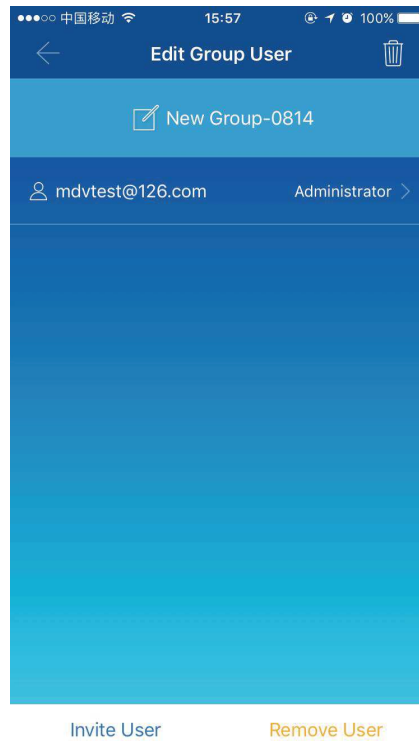 中国移动 15:57 100%
Edit Group User
New Group-0814
mdvtest@126.com Administrator
Invite User Remove User